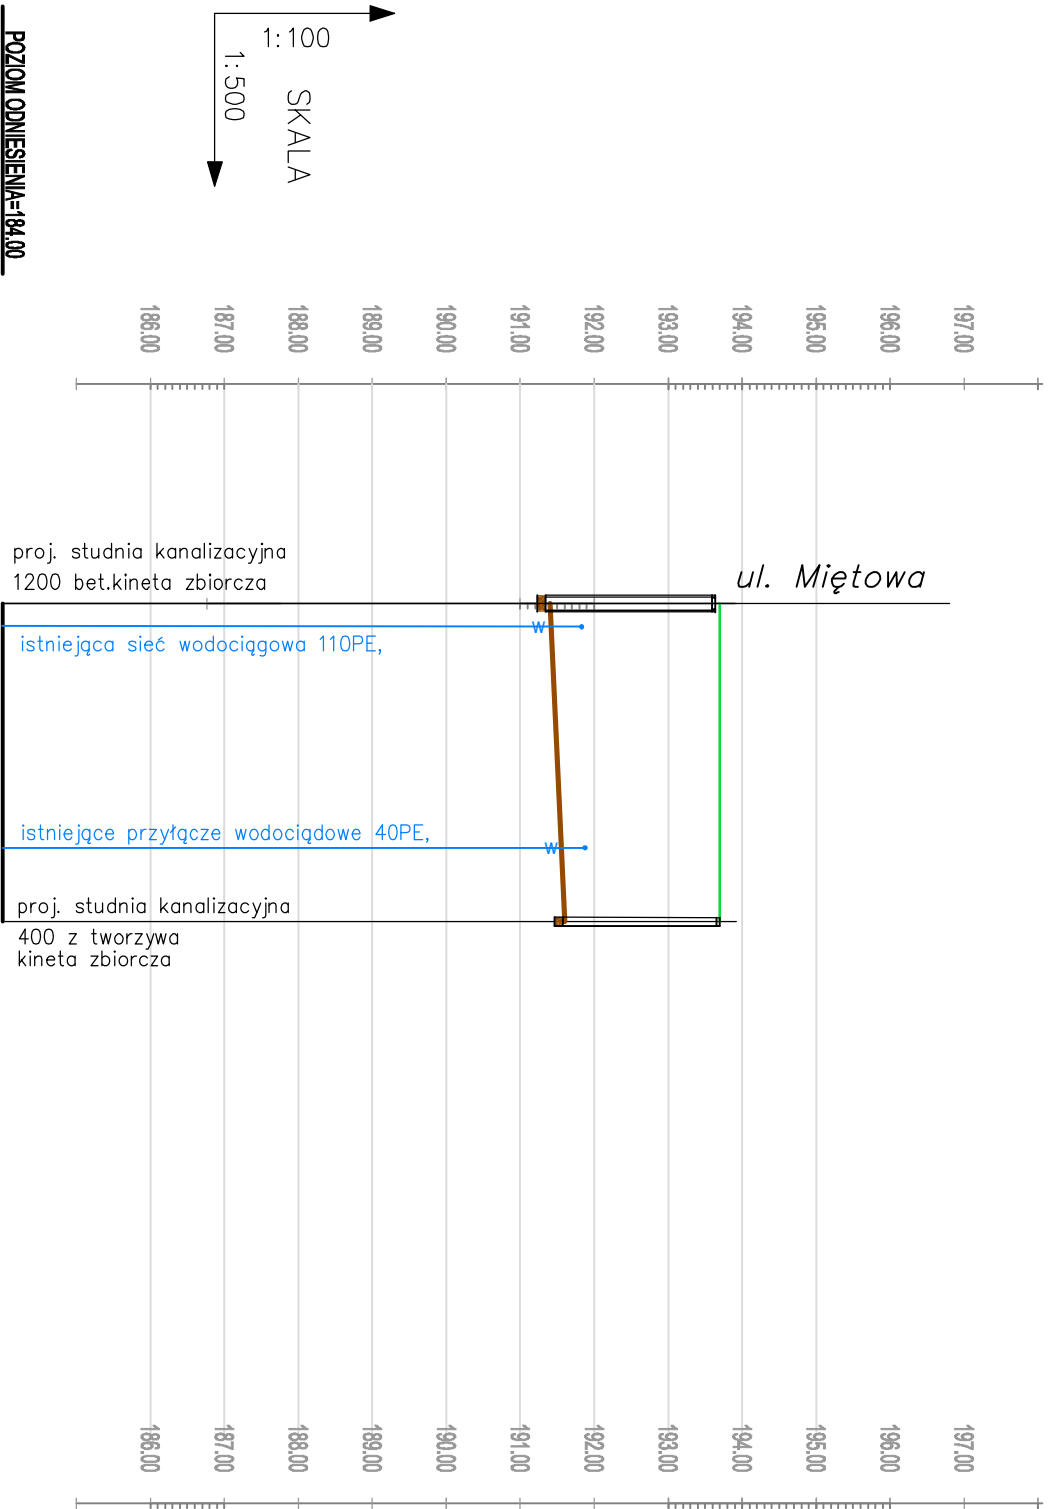 1:100
1:500
SKALA
POZIOM ODNIESIENIA=184.00
186.00
187.00
188.00
189.00
190.00
191.00
192.00
193.00
194.00
195.00
196.00
197.00
proj. studnia kanalizacyjna
1200 bet.kineta zbiorcza
ul. Miętowa
W
istniejąca sieć wodociągowa 110PE,
istniejące przyłącze wodociądowe 40PE,
W
proj. studnia kanalizacyjna
400 z tworzywa
kineta zbiorcza
186.00
187.00
188.00
189.00
190.00
191.00
192.00
193.00
194.00
195.00
196.00
197.00